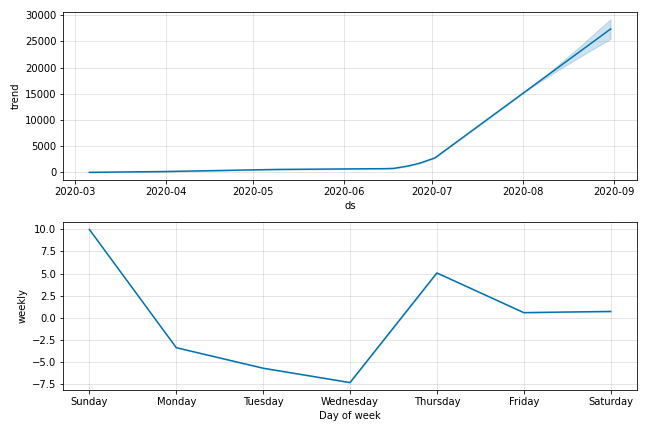 30000
25000
20000
15000
10000
5000
0
trend
2020-03 2020-04 2020-05 2020-06 2020-07 2020-08 2020-09
ds
10.0
7.5
5.0
2.5
0.0
−2.5
−5.0
−7.5
weekly
Sunday Monday Tuesday Wednesday Thursday Friday Saturday
Day of week